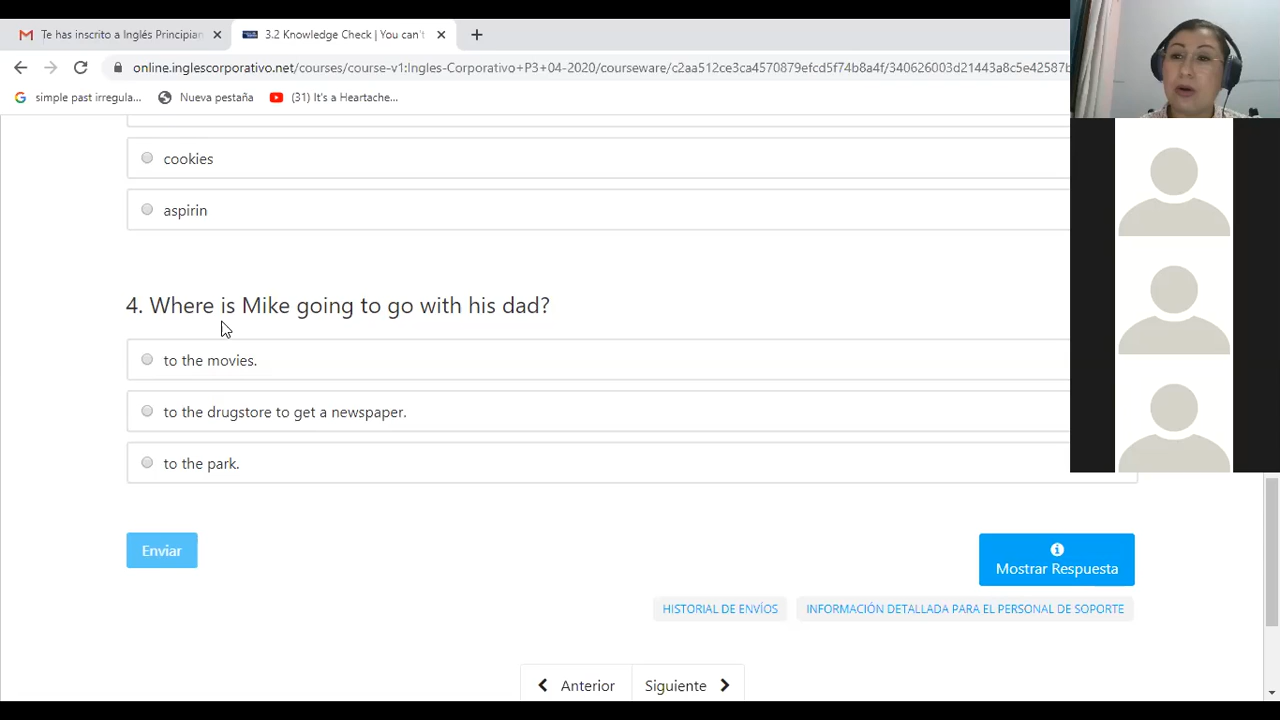 Te has inscrito a Inglés Principian
3.2 Knowledge Check | You can't
online.inglescorporativo.net/courses/course-v1:Ingles-Corporativo+P3+04-2020/courseware/c2aa512ce3ca4570879efcd5f74b8a4f/340626003d21443a8c5e42587b
simple past irregula... Nueva pestaña (31) It's a Heartache...
cookies
aspirin
4. Where is Mike going to go with his dad?
to the movies.
to the drugstore to get a newspaper.
to the park.
Enviar
Mostrar Respuesta
HISTORIAL DE ENVÍOS INFORMACIÓN DETALLADA PARA EL PERSONAL DE SOPORTE
Anterior Siguiente